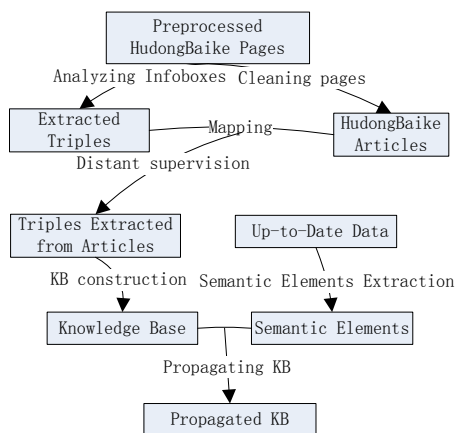 Preprocessed
HudongBaike Pages
Analyzing Infoboxes
Cleaning pages
Extracted
Triples
Mapping
HudongBaike
Articles
Distant supervision
Triples Extracted
from Articles
Up-to-Date Data
KB construction
Semantic Elements Extraction
Knowledge Base
Semantic Elements
Propagating KB
Propagated KB